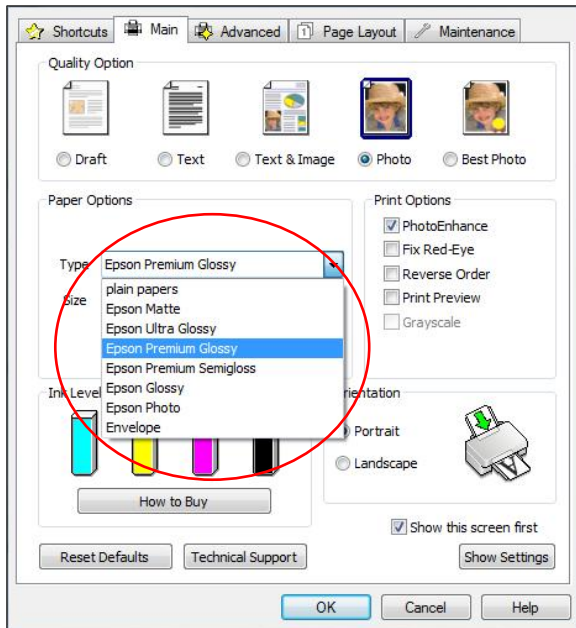 Shortcuts Main Advanced 1 Page Layout Maintenance
Quality Option
Draft Text Text & Image Photo Best Photo
Paper Options
Print Options
Type Epson Premium Glossy
PhotoEnhance
Fix Red-Eye
Reverse Order
Print Preview
Grayscale
Size
plain papers
Epson Matte
Epson Ultra Glossy
Epson Premium Glossy
Epson Premium Semigloss
Epson Glossy
Epson Photo
Envelope
Ink Level
Portrait
Landscape
How to Buy
Show this screen first
Reset Defaults Technical Support Show Settings
OK Cancel Help